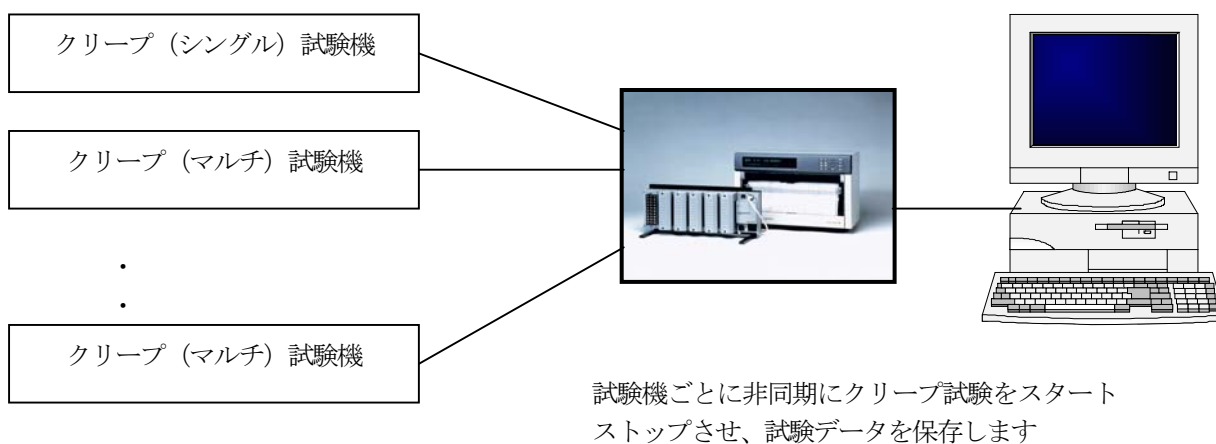 クリープ（シングル）試験機
クリープ（マルチ）試験機
・
・
クリープ（マルチ）試験機
試験機ごとに非同期にクリープ試験をスタート
ストップさせ、試験データを保存します